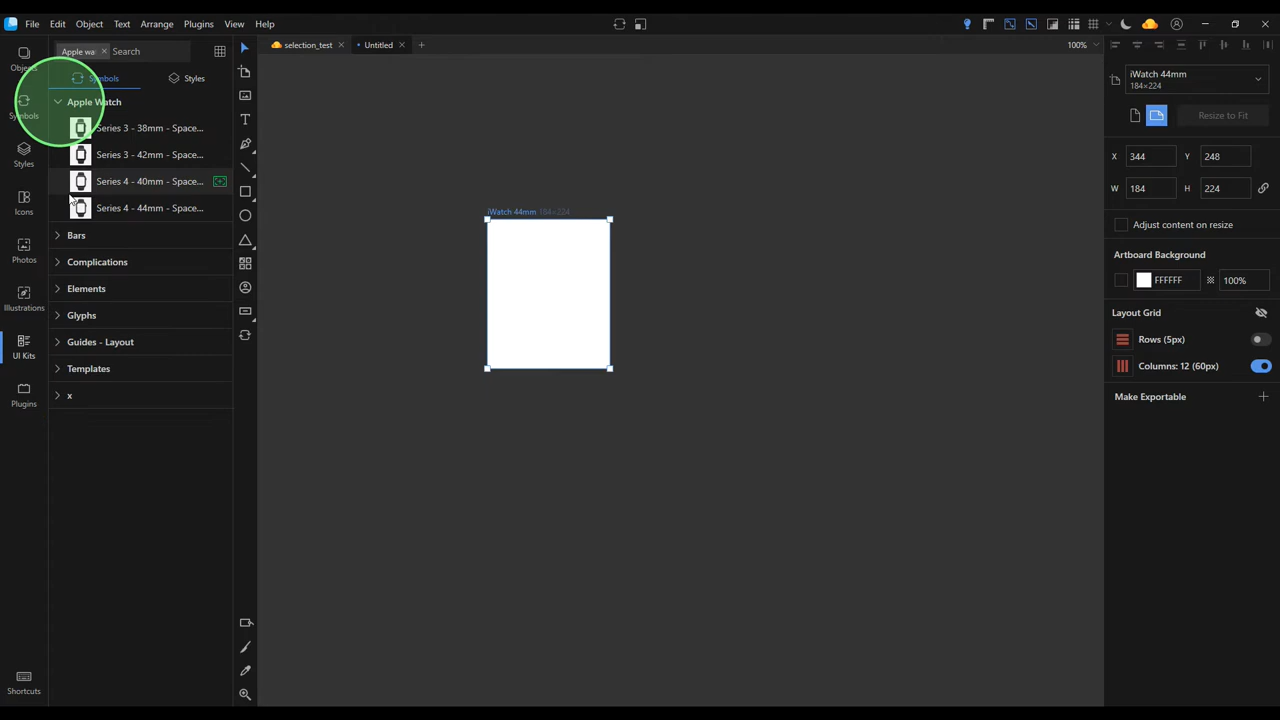 File Edit Object Text Arrange Plugins View Help
Apple wa Search
selection_test Untitled 100%
Objects
Symbols Styles
Symbols
Apple Watch
Series 3 - 38mm - Space...
Series 3 - 42mm - Space...
Series 4 - 40mm - Space...
Series 4 - 44mm - Space...
Bars
Complications
Elements
Glyphs
Guides - Layout
Templates
x
Styles
Icons
Photos
Illustrations
UI Kits
Plugins
Shortcuts
iWatch 44mm 184×224
iWatch 44mm
184×224
Resize to Fit
X 344 Y 248
W 184 H 224
Adjust content on resize
Artboard Background
FFFFFF 100%
Layout Grid
Rows (5px)
Columns: 12 (60px)
Make Exportable